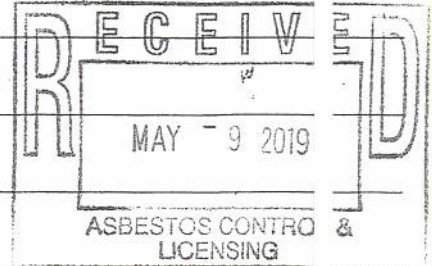 RECEIVED
MAY - 9 2019
ASBESTOS CONTRO &
LICENSING